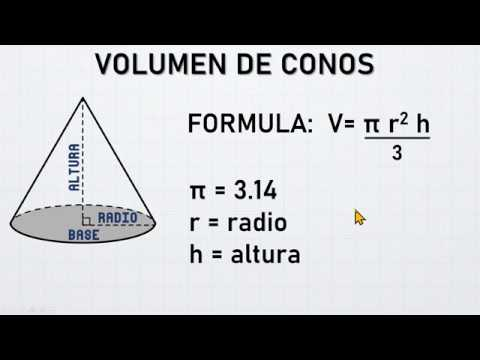 VOLUMEN DE CONOS
FORMULA: V= π r² h
3
ALTURA
RADIO
BASE
π = 3.14
r = radio
h = altura